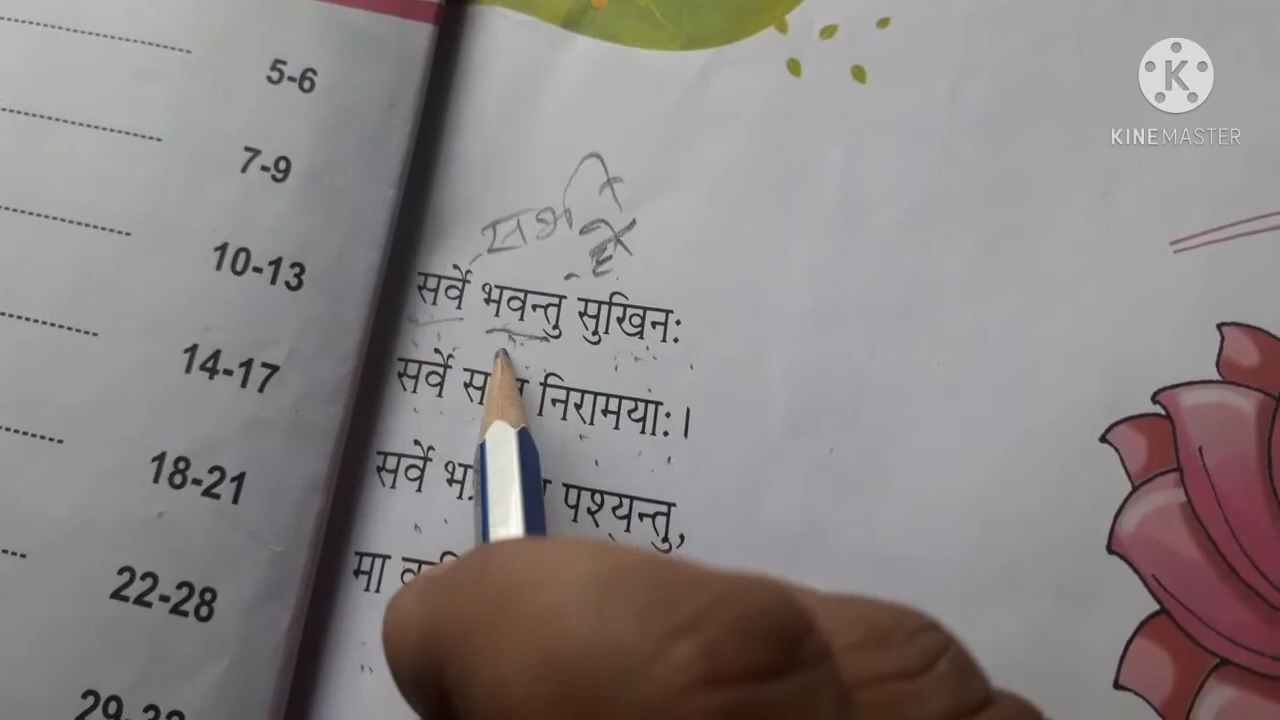 5-6
7-9
10-13
14-17
18-21
22-28
KINEMASTER
सर्वे भवन्तु सुखिनः
सर्वे निरामयाः।
सर्वे पश्यन्तु,
मा